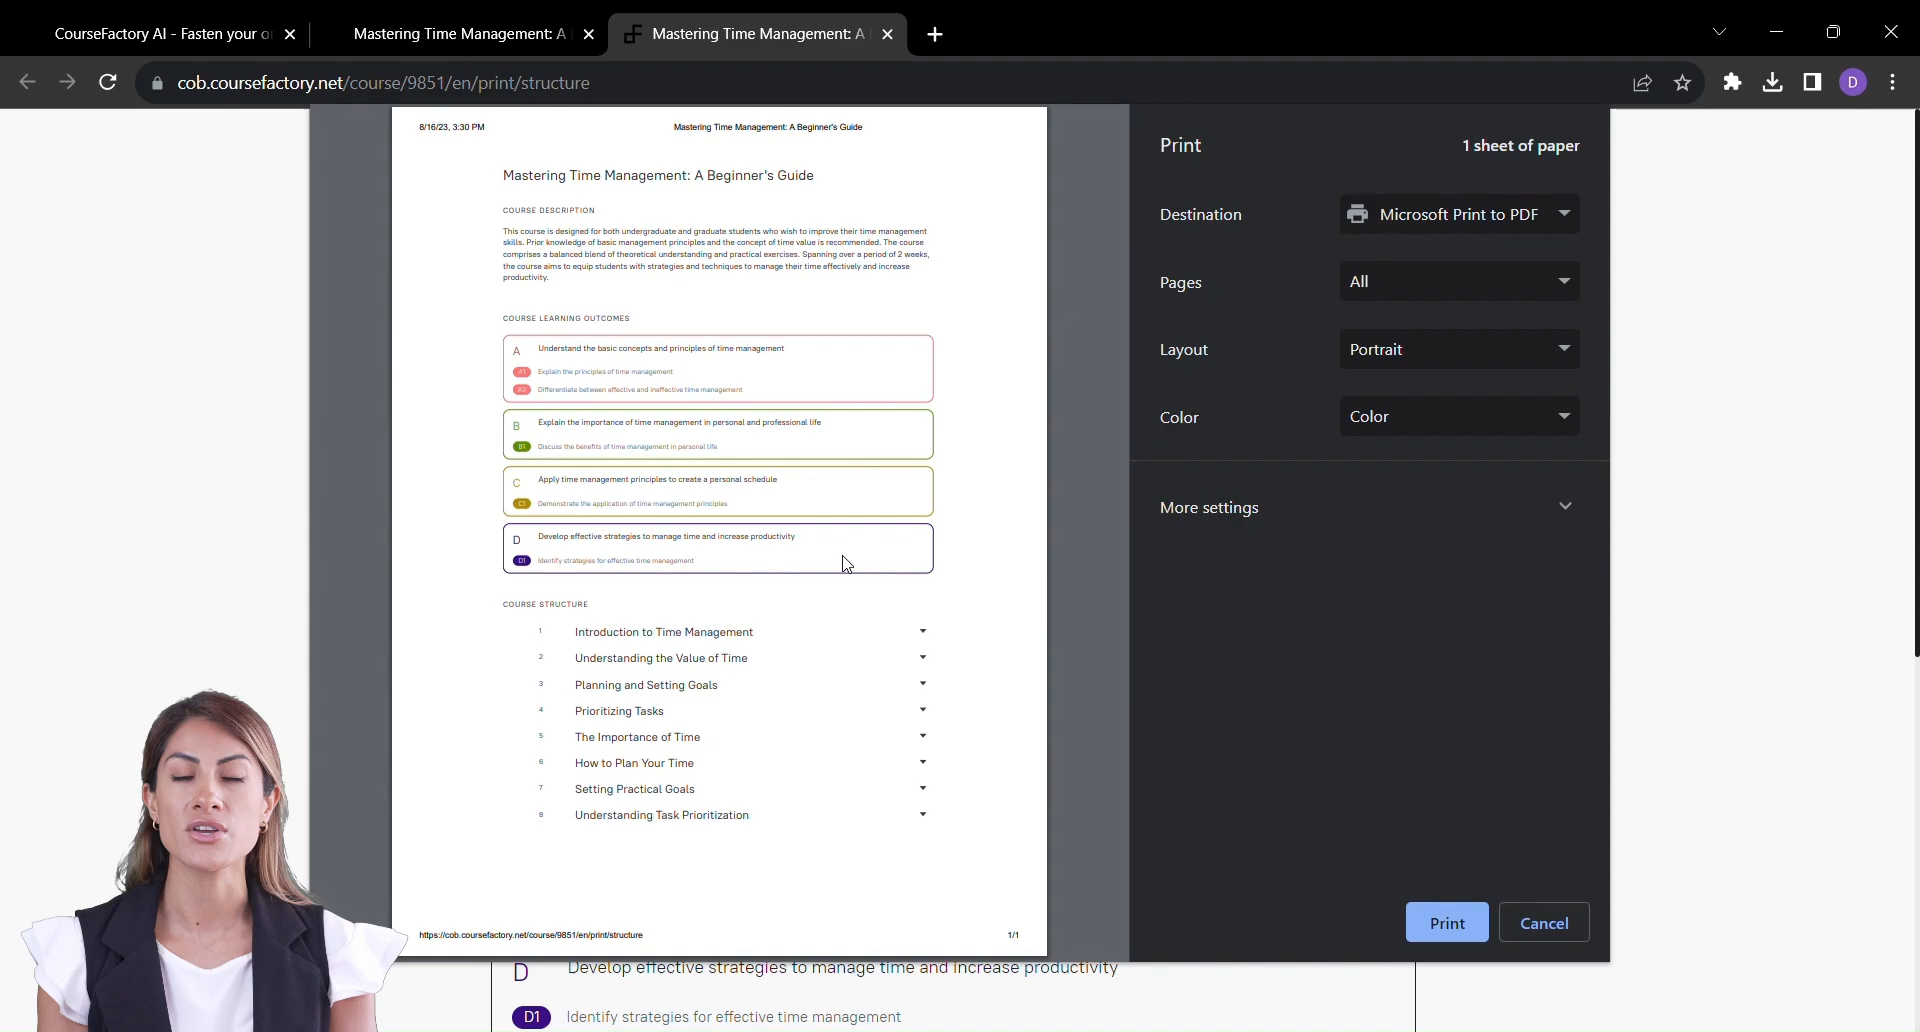 CourseFactory AI - Fasten your o
Mastering Time Management: A
Mastering Time Management: A
cob.coursefactory.net/course/9851/en/print/structure
D
8/16/23, 3:30 PM
Mastering Time Management: A Beginner's Guide
Mastering Time Management: A Beginner's Guide
COURSE DESCRIPTION
This course is designed for both undergraduate and graduate students who wish to improve their time management
skills. Prior knowledge of basic management principles and the concept of time value is recommended. The course
comprises a balanced blend of theoretical understanding and practical exercises. Spanning over a period of 2 weeks,
the course aims to equip students with strategies and techniques to manage their time effectively and increase
productivity.
COURSE LEARNING OUTCOMES
A Understand the basic concepts and principles of time management
A1 Explain the principles of time management
A2 Differentiate between effective and ineffective time management
B Explain the importance of time management in personal and professional life
B1 Discuss the benefits of time management in personal life
C Apply time management principles to create a personal schedule
C1 Demonstrate the application of time management principles
D Develop effective strategies to manage time and increase productivity
D1 Identify strategies for effective time management
COURSE STRUCTURE
1 Introduction to Time Management
2 Understanding the Value of Time
3 Planning and Setting Goals
4 Prioritizing Tasks
5 The Importance of Time
6 How to Plan Your Time
7 Setting Practical Goals
8 Understanding Task Prioritization
https://cob.coursefactory.net/course/9851/en/print/structure
1/1
Print
1 sheet of paper
Destination
Microsoft Print to PDF
Pages
All
Layout
Portrait
Color
Color
More settings
Print
Cancel
D Develop effective strategies to manage time and increase productivity
D1 Identify strategies for effective time management